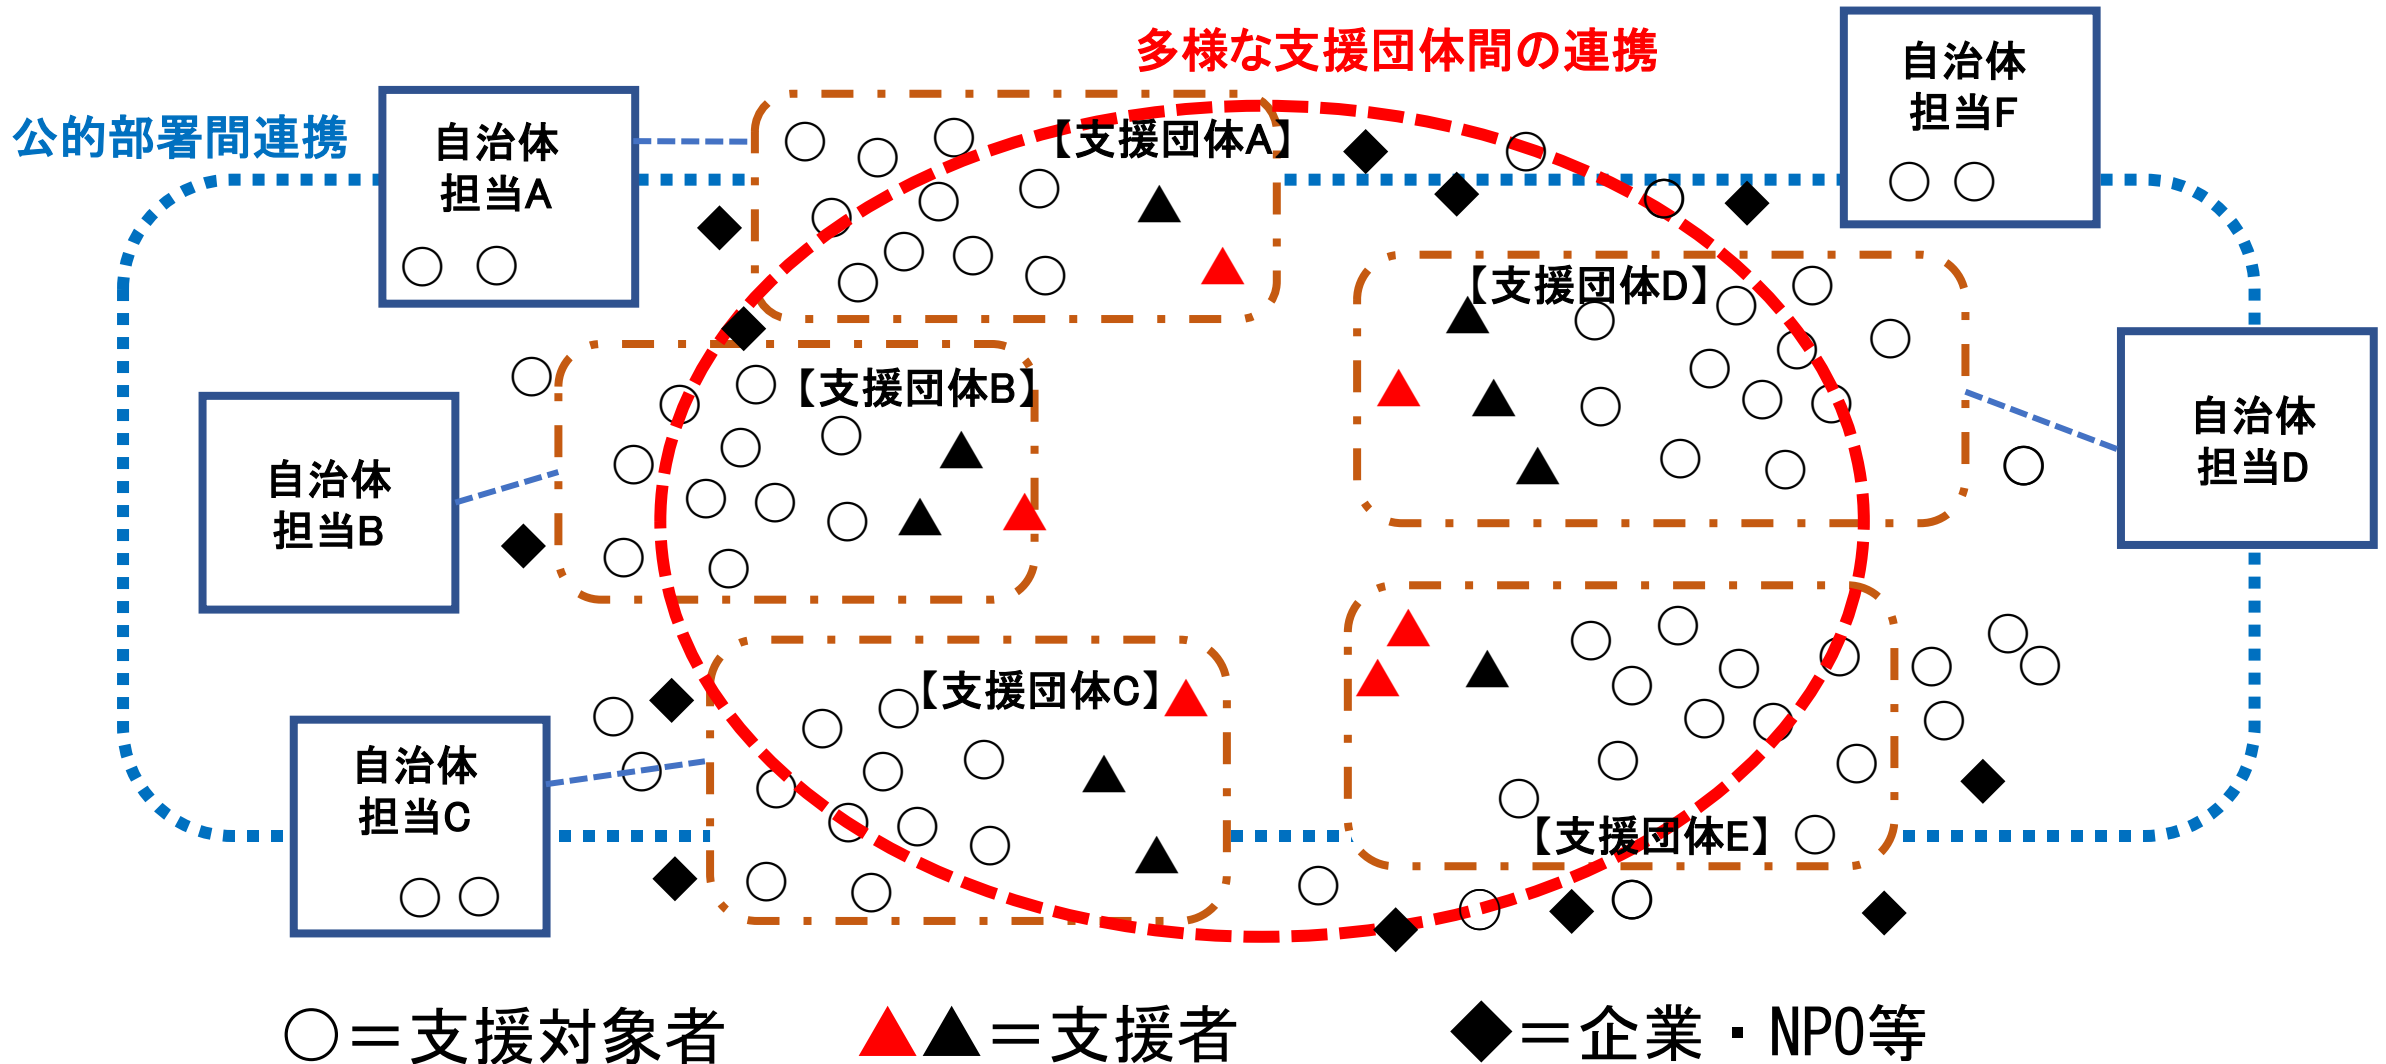 多様な支援団体間の連携
公的部署間連携
自治体
担当A
自治体
担当F
【支援団体A】
【支援団体D】
【支援団体B】
自治体
担当B
自治体
担当D
【支援団体C】
自治体
担当C
【支援団体E】
○＝支援対象者
▲▲＝支援者
◆＝企業・NPO等